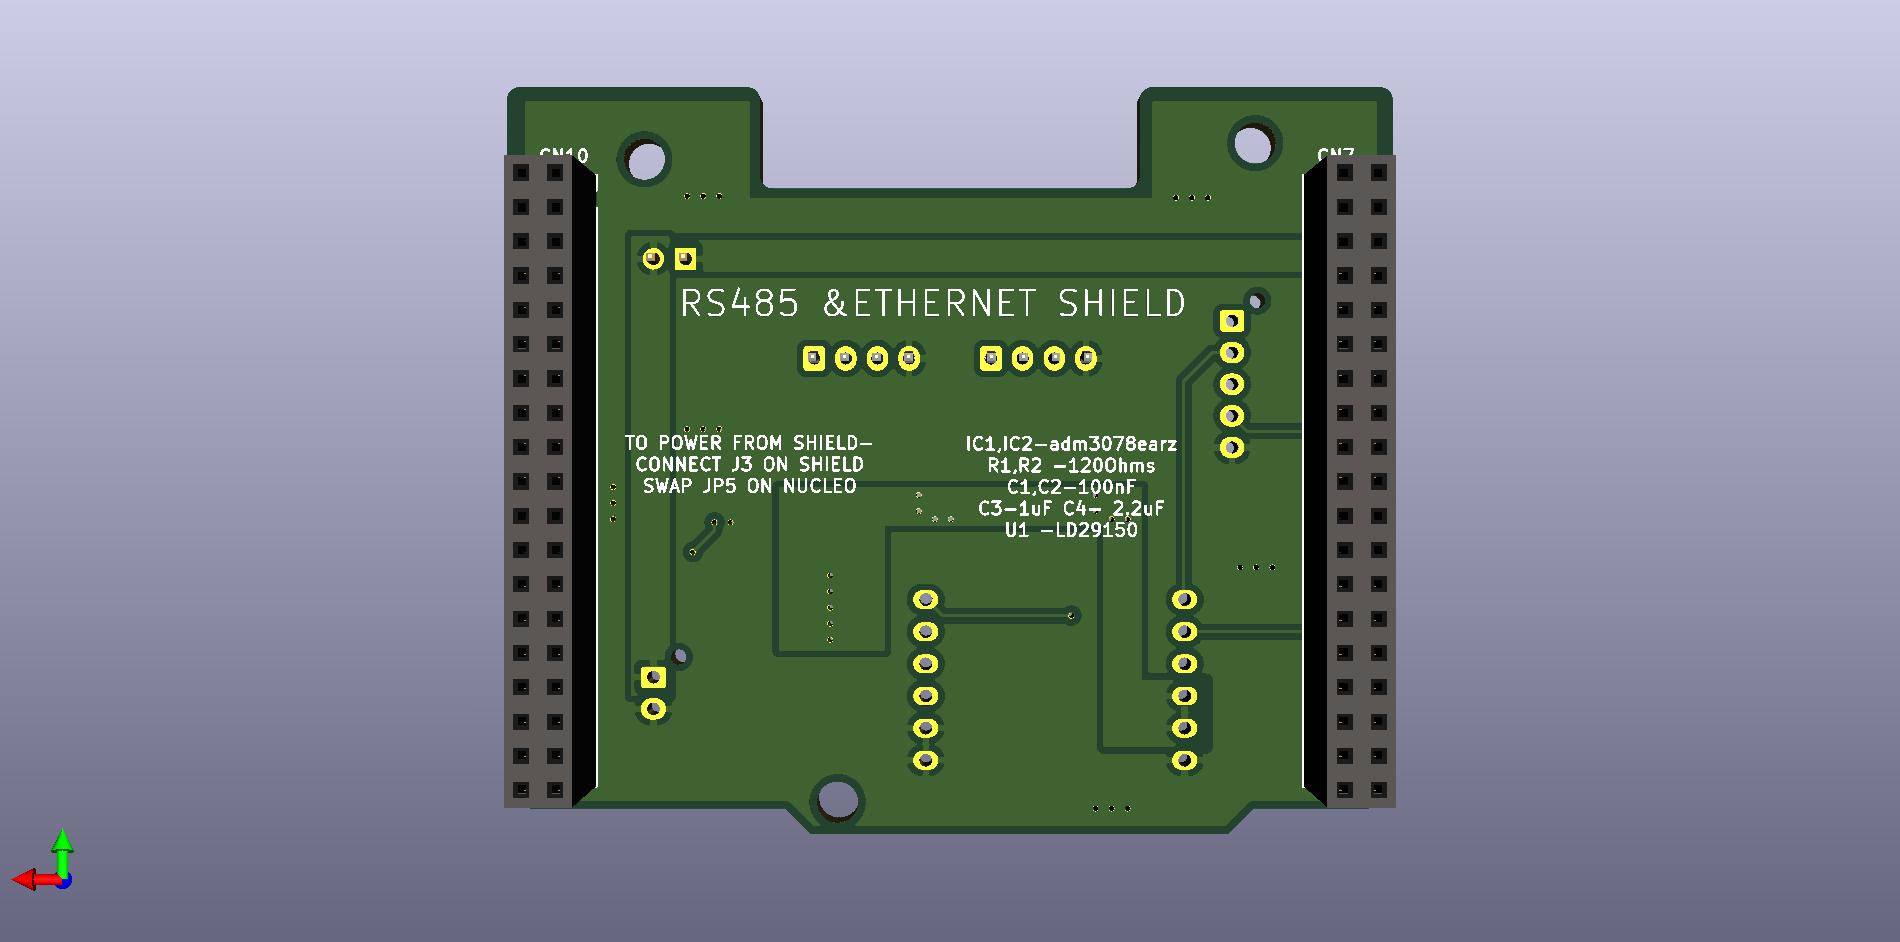 CN10
CN7
RS485 &ETHERNET SHIELD
TO POWER FROM SHIELD-
CONNECT J3 ON SHIELD
SWAP JP5 ON NUCLEO
IC1,IC2-adm3078earz
R1,R2 -120Ohms
C1,C2-100nF
C3-1uF C4- 2.2uF
U1 -LD29150